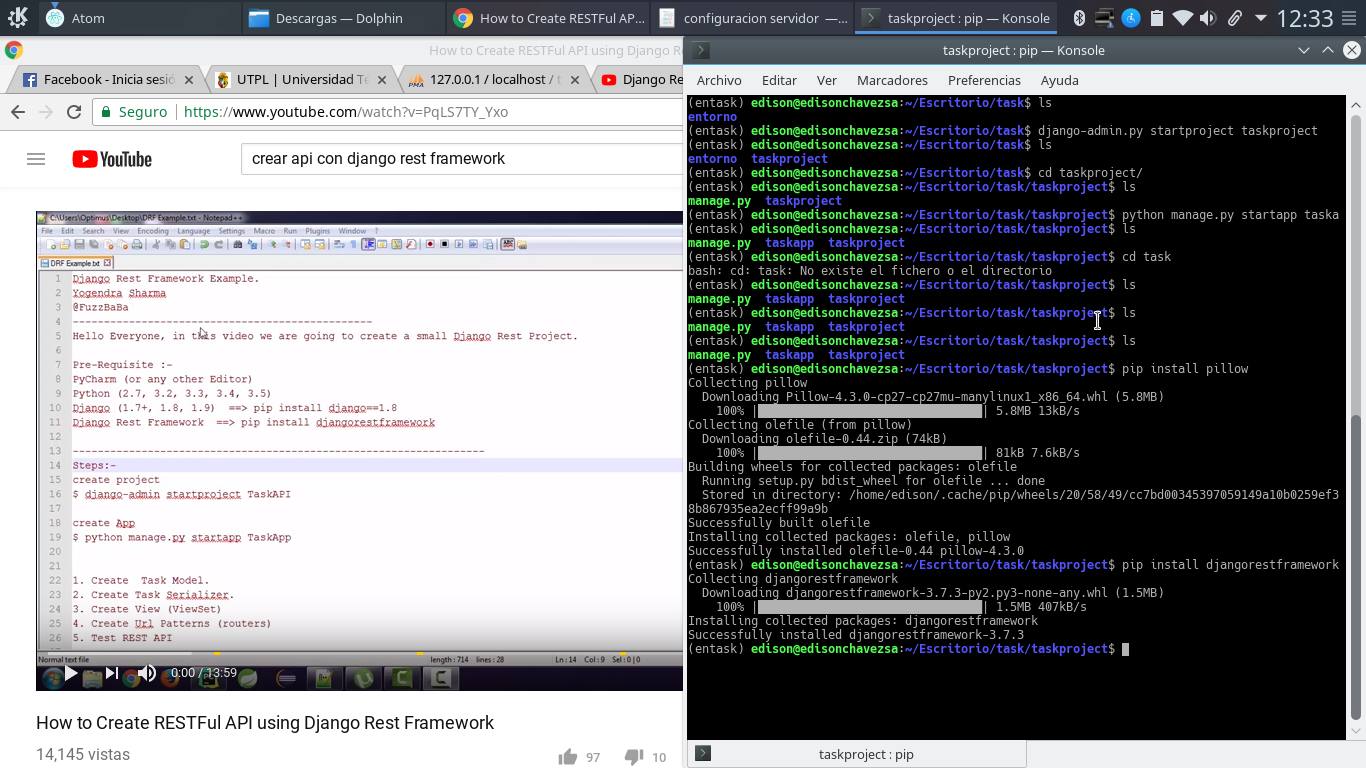 Atom
Descargas — Dolphin
How to Create RESTFul AP...
configuracion servidor —...
taskproject : pip — Konsole
12:33
How to Create RESTFul API using Django Re
Facebook - Inicia sesió
UTPL | Universidad Té
127.0.0.1 / localhost / t
Django Res
Seguro
https://www.youtube.com/watch?v=PqLS7TY_Yxo
YouTube
crear api con django rest framework
C:\Users\Optimus\Desktop\DRF Example.txt - Notepad++
File Edit Search View Encoding Language Settings Macro Run Plugins Window ?
DRF Example.txt
1 Django Rest Framework Example.
2 Yogendra Sharma
3 @FuzzBaBa
4 ------------------------------------------------
5 Hello Everyone, in this video we are going to create a small Django Rest Project.
6
7 Pre-Requisite :-
8 PyCharm (or any other Editor)
9 Python (2.7, 3.2, 3.3, 3.4, 3.5)
10 Django (1.7+, 1.8, 1.9) ==> pip install django==1.8
11 Django Rest Framework ==> pip install djangorestframework
12
13 ------------------------------------------------------------------
14 Steps:-
15 create project
16 $ django-admin startproject TaskAPI
17
18 create App
19 $ python manage.py startapp TaskApp
20
21
22 1. Create Task Model.
23 2. Create Task Serializer.
24 3. Create View (ViewSet)
25 4. Create Url Patterns (routers)
26 5. Test REST API
Normal text file
length : 714 lines : 28
Ln : 14 Col : 9 Sel : 0 | 0
0:00 / 13:59
How to Create RESTFul API using Django Rest Framework
14,145 vistas
97
10
taskproject : pip — Konsole
Archivo Editar Ver Marcadores Preferencias Ayuda
(entask) edison@edisonchavezsa:~/Escritorio/task$ ls
entorno
(entask) edison@edisonchavezsa:~/Escritorio/task$ django-admin.py startproject taskproject
(entask) edison@edisonchavezsa:~/Escritorio/task$ ls
entorno taskproject
(entask) edison@edisonchavezsa:~/Escritorio/task$ cd taskproject/
(entask) edison@edisonchavezsa:~/Escritorio/task/taskproject$ ls
manage.py taskproject
(entask) edison@edisonchavezsa:~/Escritorio/task/taskproject$ python manage.py startapp taska
(entask) edison@edisonchavezsa:~/Escritorio/task/taskproject$ ls
manage.py taskapp taskproject
(entask) edison@edisonchavezsa:~/Escritorio/task/taskproject$ cd task
bash: cd: task: No existe el fichero o el directorio
(entask) edison@edisonchavezsa:~/Escritorio/task/taskproject$ ls
manage.py taskapp taskproject
(entask) edison@edisonchavezsa:~/Escritorio/task/taskproject$ ls
manage.py taskapp taskproject
(entask) edison@edisonchavezsa:~/Escritorio/task/taskproject$ ls
manage.py taskapp taskproject
(entask) edison@edisonchavezsa:~/Escritorio/task/taskproject$ pip install pillow
Collecting pillow
Downloading Pillow-4.3.0-cp27-cp27mu-manylinux1_x86_64.whl (5.8MB)
100% | | 5.8MB 13kB/s
Collecting olefile (from pillow)
Downloading olefile-0.44.zip (74kB)
100% | | 81kB 7.6kB/s
Building wheels for collected packages: olefile
Running setup.py bdist_wheel for olefile ... done
Stored in directory: /home/edison/.cache/pip/wheels/20/58/49/cc7bd00345397059149a10b0259ef3
8b867935ea2ecff99a9b
Successfully built olefile
Installing collected packages: olefile, pillow
Successfully installed olefile-0.44 pillow-4.3.0
(entask) edison@edisonchavezsa:~/Escritorio/task/taskproject$ pip install djangorestframework
Collecting djangorestframework
Downloading djangorestframework-3.7.3-py2.py3-none-any.whl (1.5MB)
100% | | 1.5MB 407kB/s
Installing collected packages: djangorestframework
Successfully installed djangorestframework-3.7.3
(entask) edison@edisonchavezsa:~/Escritorio/task/taskproject$
taskproject : pip